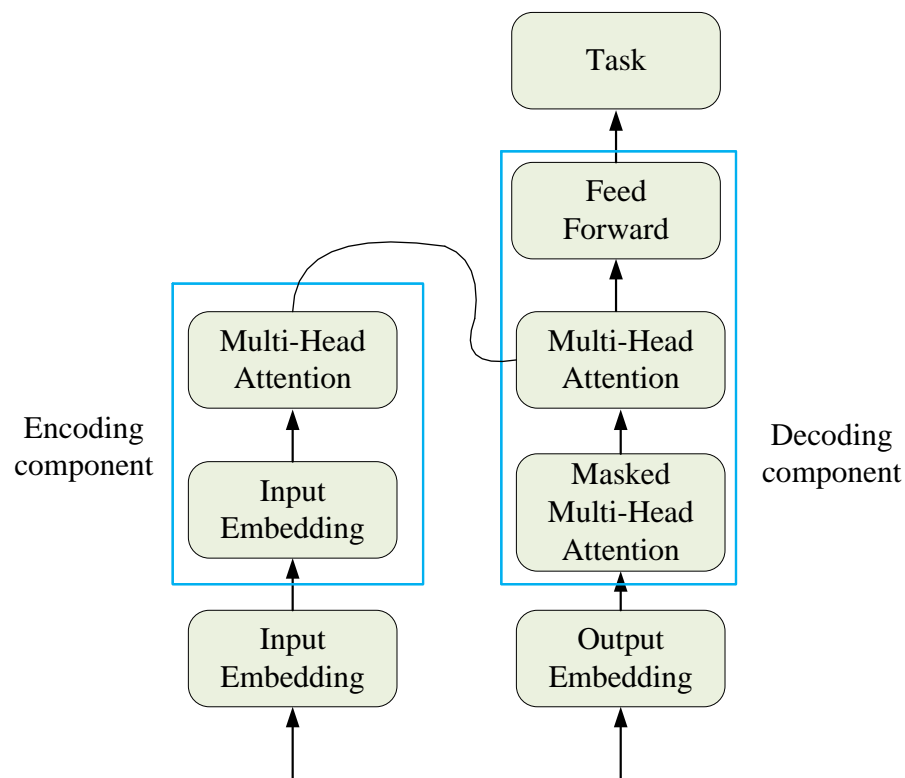 Task
Feed
Forward
Multi-Head
Attention
Multi-Head
Attention
Encoding
component
Decoding
component
Input
Embedding
Masked
Multi-Head
Attention
Input
Embedding
Output
Embedding